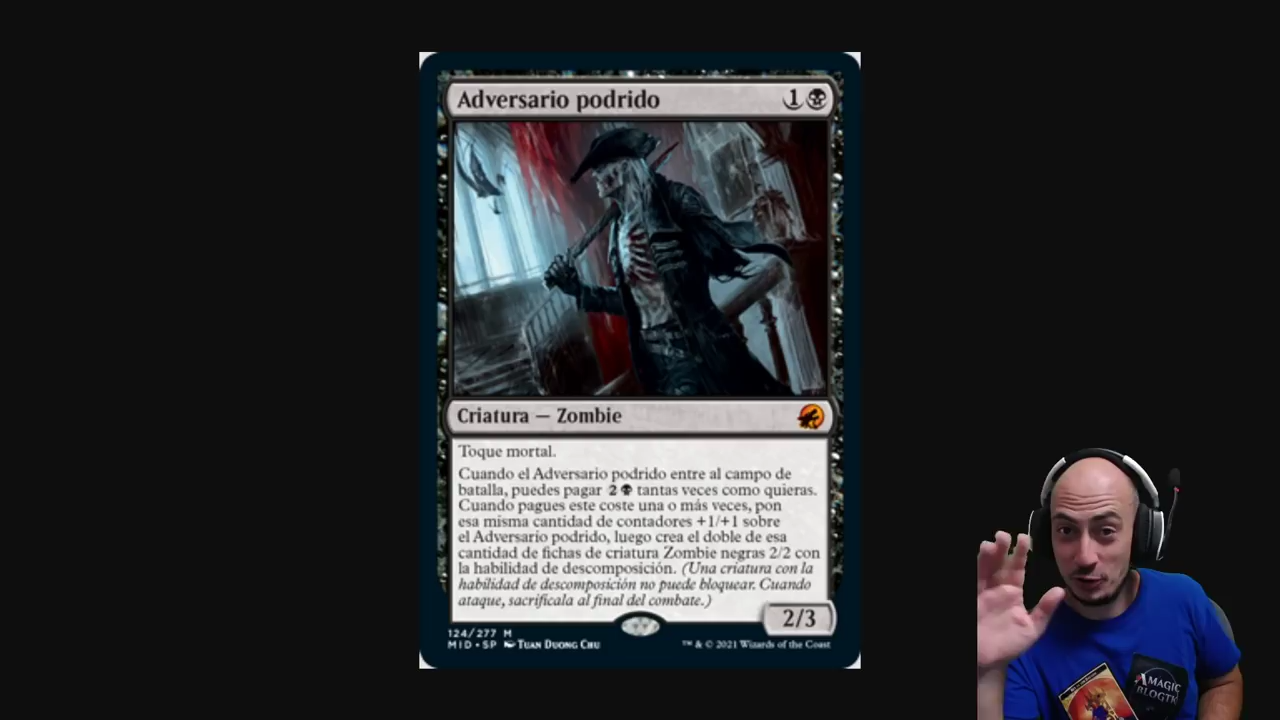 Adversario podrido 1
Criatura — Zombie
Toque mortal.
Cuando el Adversario podrido entre al campo de
batalla, puedes pagar 2 tantas veces como quieras.
Cuando pagues este coste una o más veces, pon
esa misma cantidad de contadores +1/+1 sobre
el Adversario podrido, luego crea el doble de esa
cantidad de fichas de criatura Zombie negras 2/2 con
la habilidad de descomposición. (Una criatura con la
habilidad de descomposición no puede bloquear. Cuando
ataque, sacrifícala al final del combate.)
2/3
124/277 M
MID • SP TUAN DUONG CHU
™ & © 2021 Wizards of the Coast
MAGIC
BLOGTK